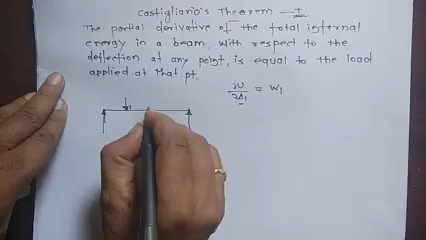 Castigliano's Theorem - I
The partial derivative of the total internal
energy in a beam, with respect to the
deflection at any point, is equal to the load
applied at that pt.
∂U/∂Δ₁ = W₁